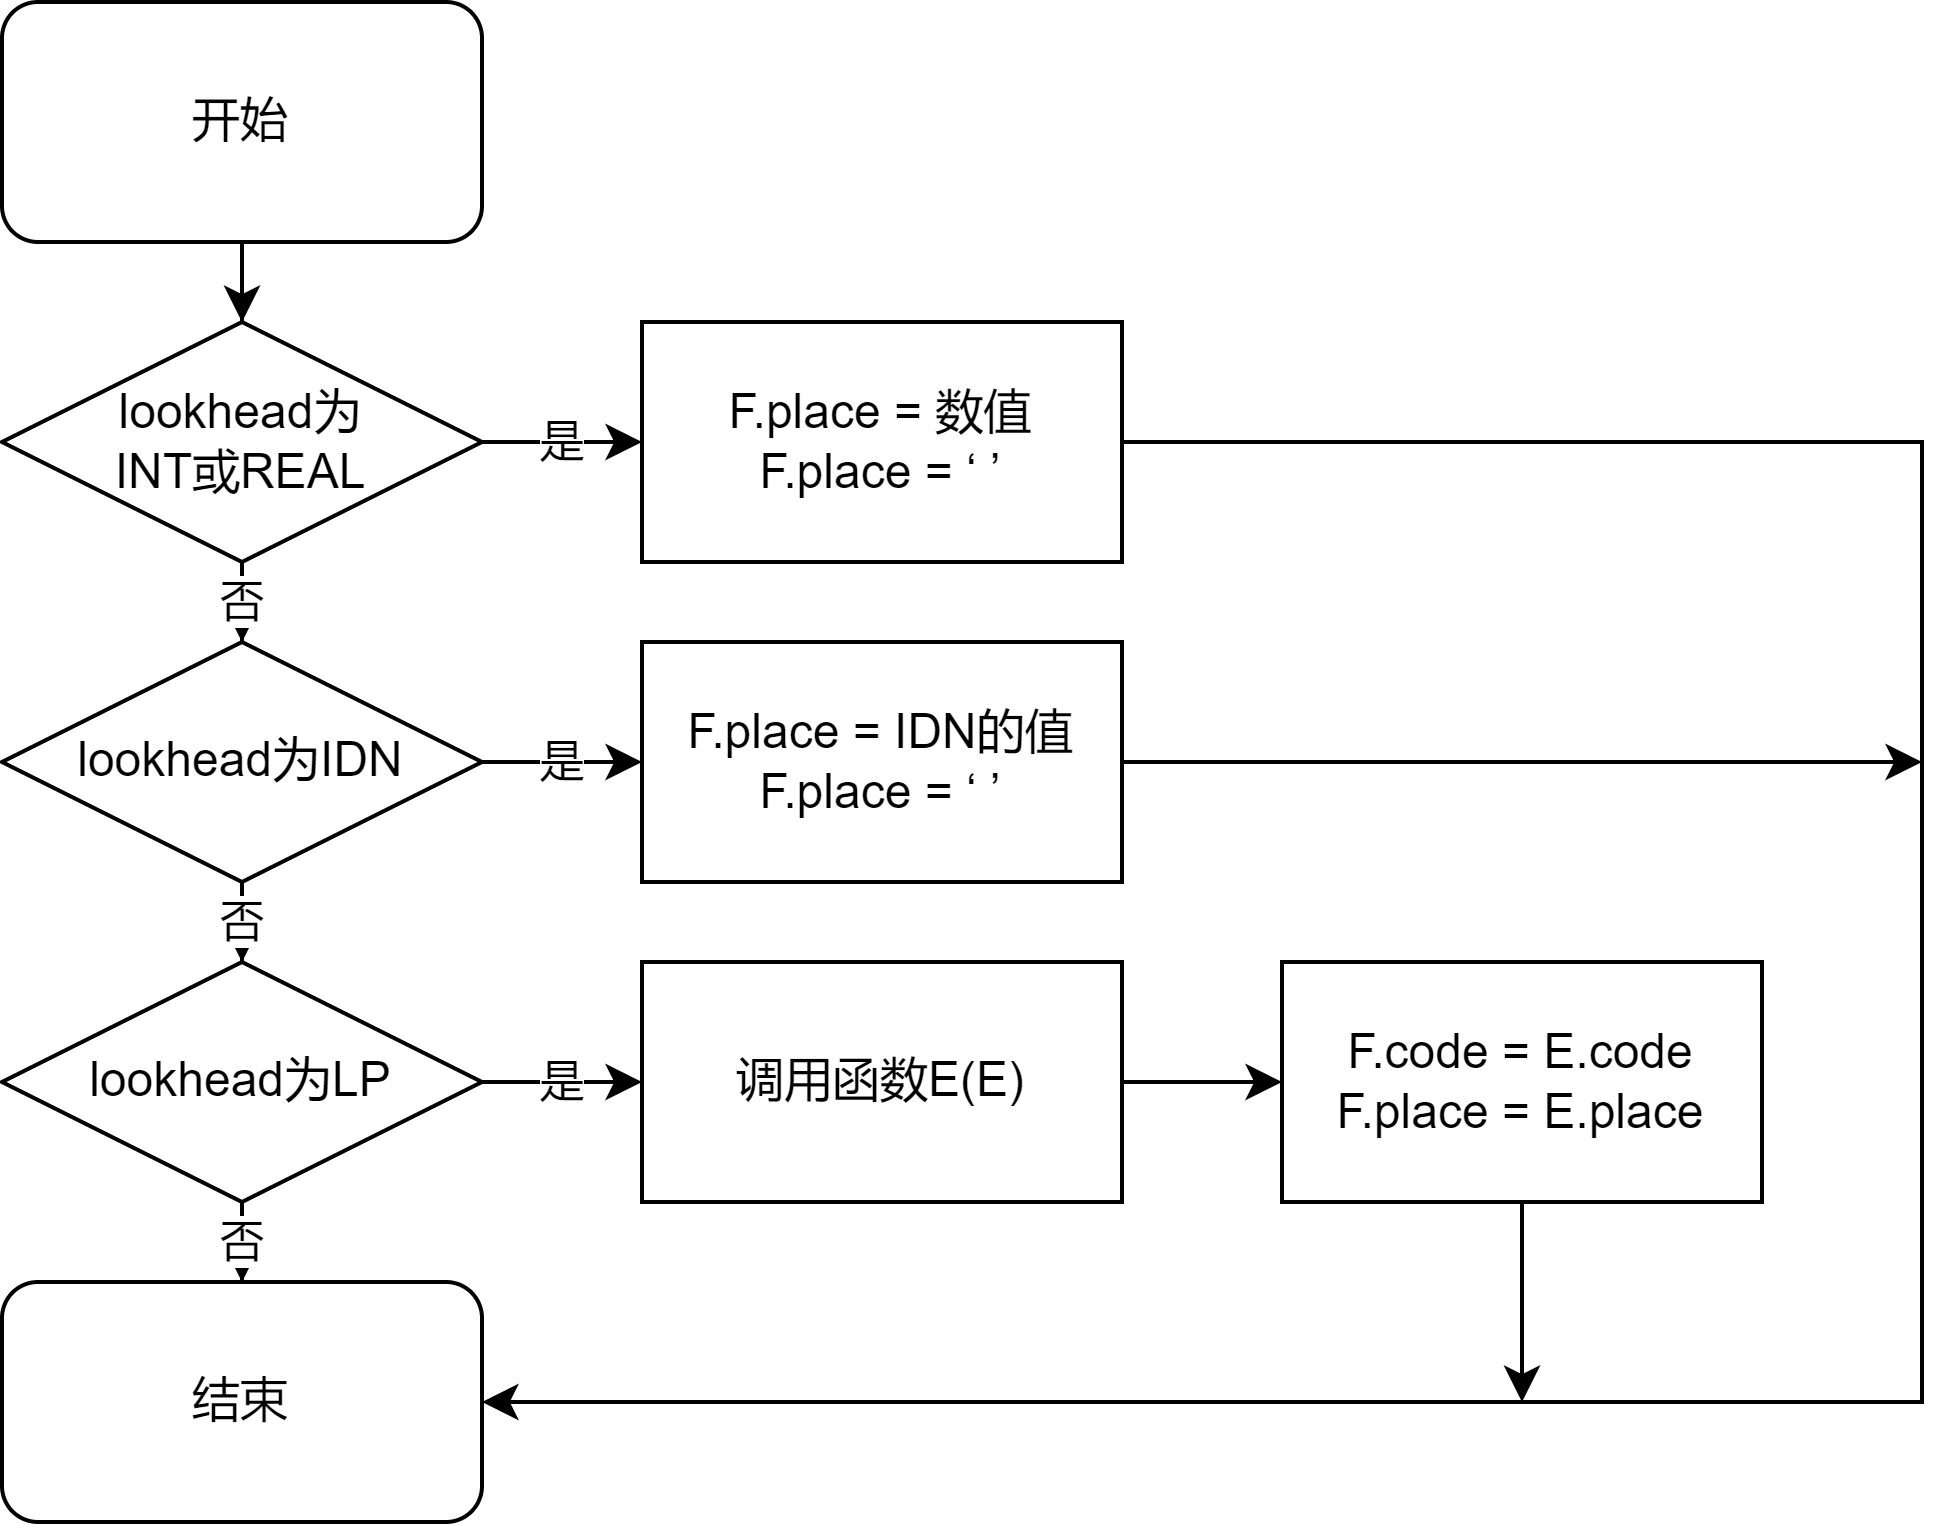 开始
lookhead为
INT或REAL
是
F.place = 数值
F.place = ‘ ’
否
lookhead为IDN
是
F.place = IDN的值
F.place = ‘ ’
否
lookhead为LP
是
调用函数E(E)
F.code = E.code
F.place = E.place
否
结束